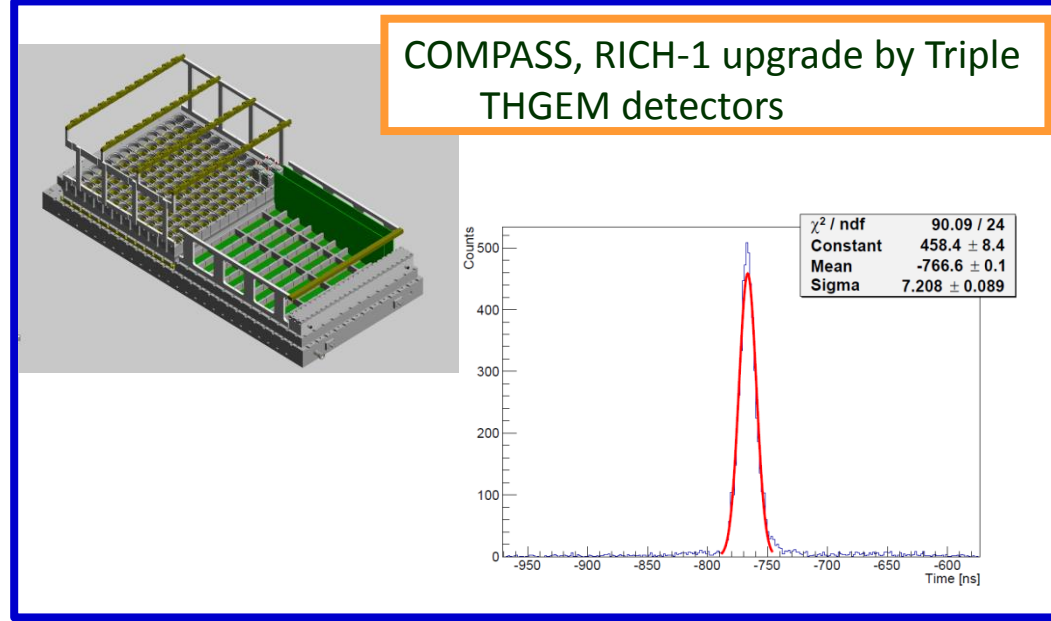 COMPASS, RICH-1 upgrade by Triple
THGEM detectors
χ² / ndf 90.09 / 24
Constant 458.4 ± 8.4
Mean -766.6 ± 0.1
Sigma 7.208 ± 0.089
Counts
500
400
300
200
100
0
-950 -900 -850 -800 -750 -700 -650 -600
Time [ns]